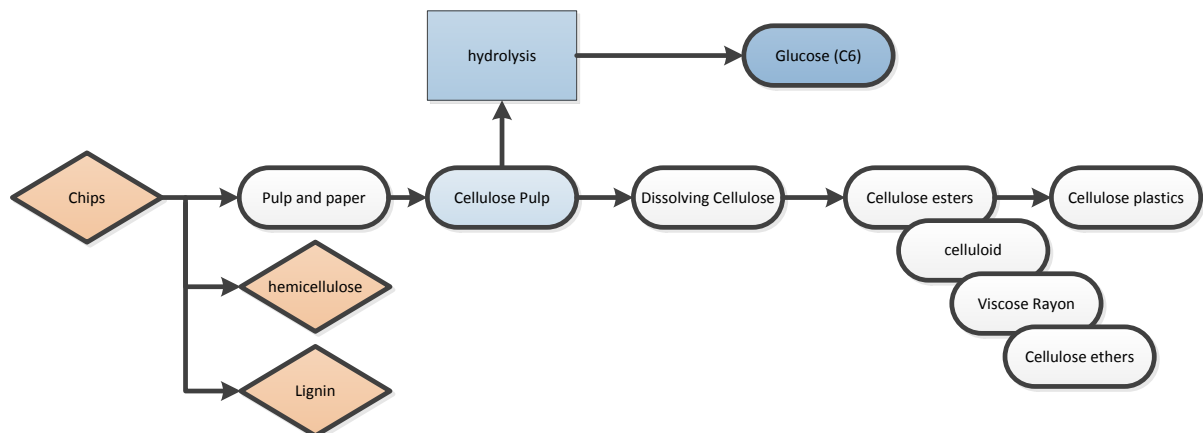 hydrolysis
Glucose (C6)
Chips
Pulp and paper
Cellulose Pulp
Dissolving Cellulose
Cellulose esters
Cellulose plastics
celluloid
hemicellulose
Viscose Rayon
Cellulose ethers
Lignin